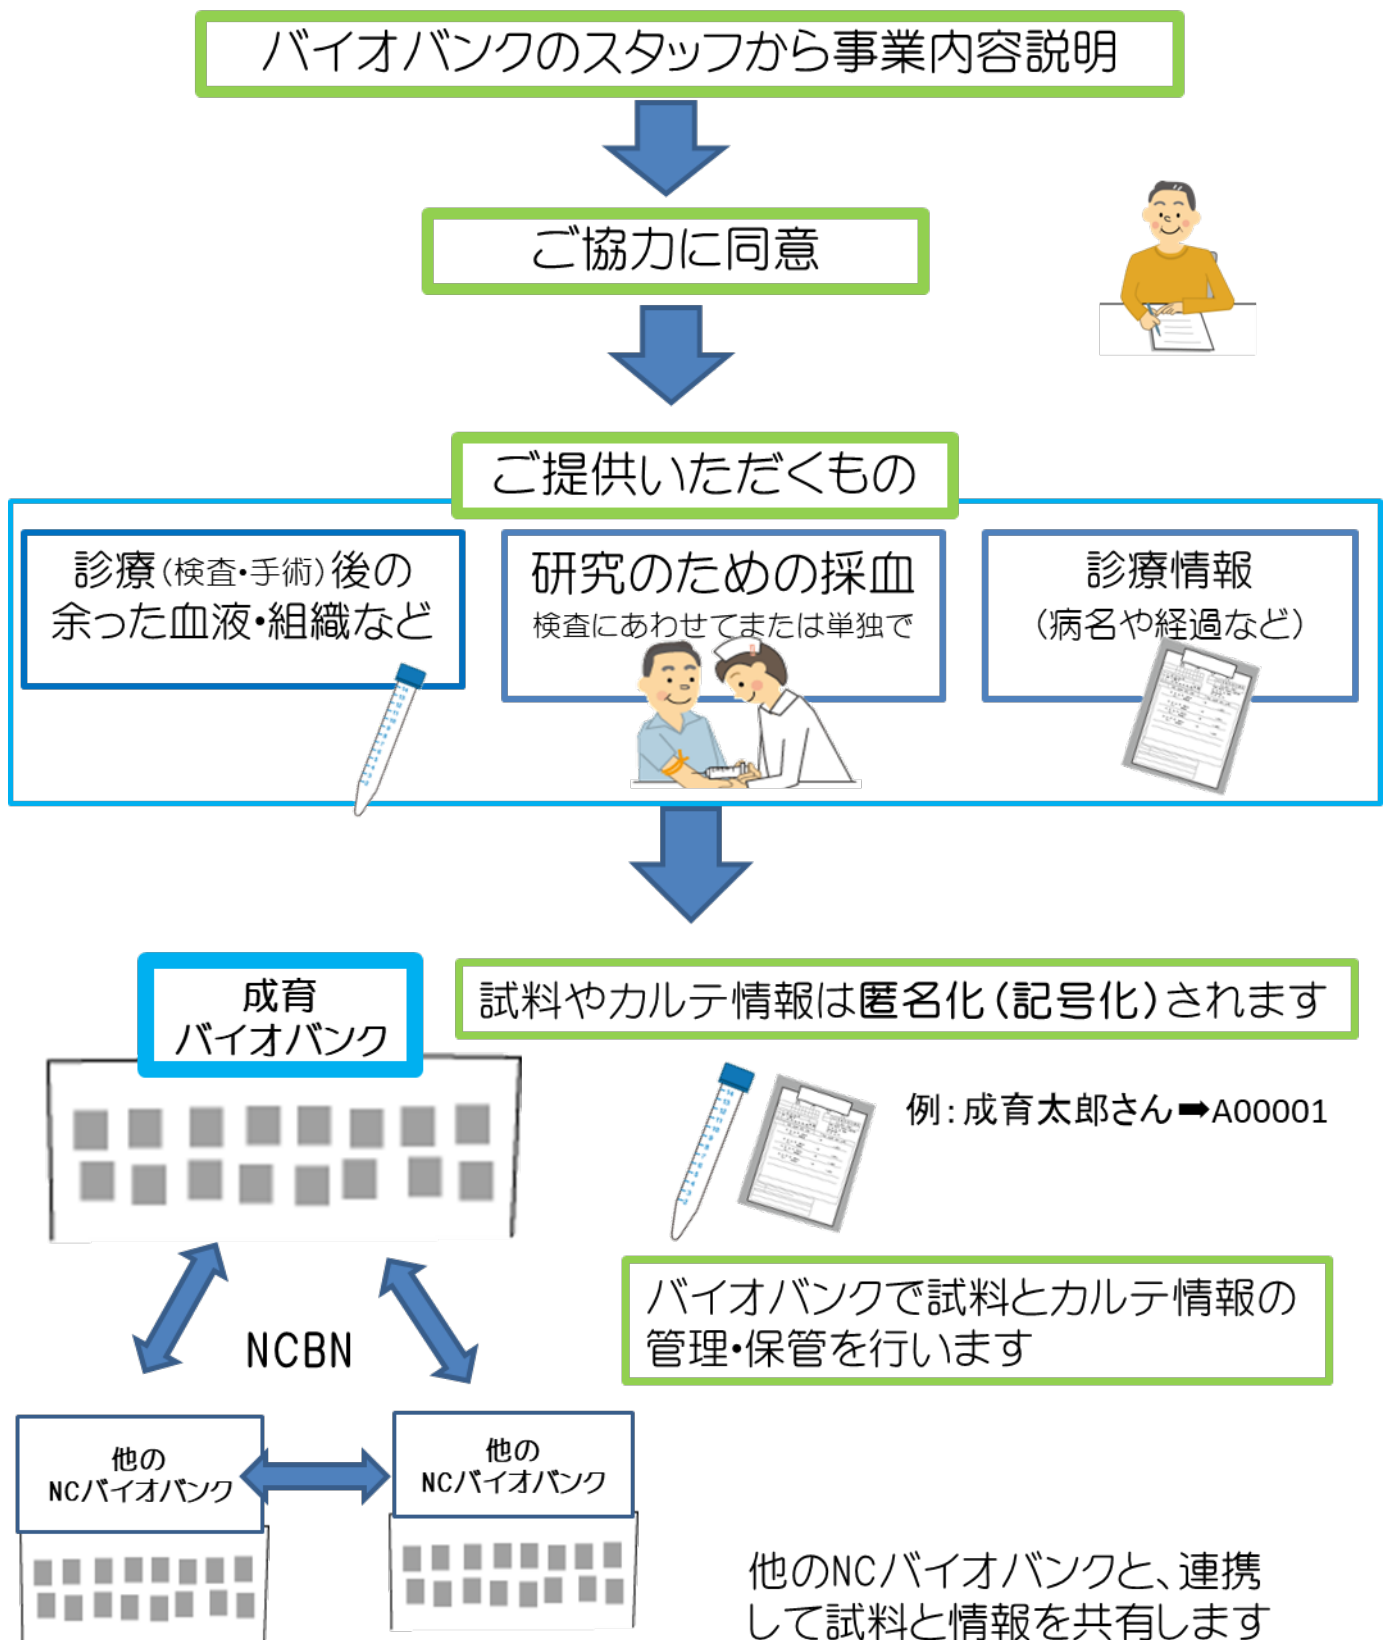 バイオバンクのスタッフから事業内容説明
ご協力に同意
ご提供いただくもの
診療(検査・手術)後の
余った血液・組織など
研究のための採血
検査にあわせてまたは単独で
診療情報
(病名や経過など)
成育
バイオバンク
試料やカルテ情報は匿名化(記号化)されます
例:成育太郎さん➡A00001
バイオバンクで試料とカルテ情報の
管理・保管を行います
NCBN
他の
NCバイオバンク
他の
NCバイオバンク
他のNCバイオバンクと、連携
して試料と情報を共有します